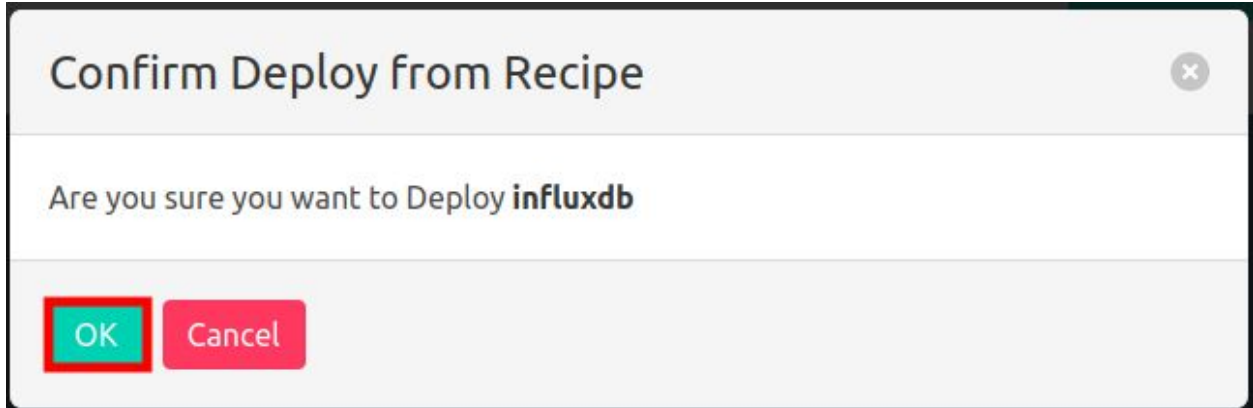 Confirm Deploy from Recipe
Are you sure you want to Deploy influxdb
OK Cancel